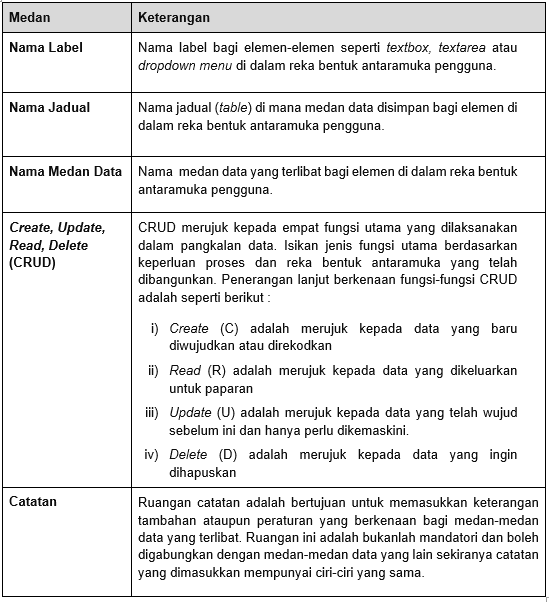 Medan
Keterangan
Nama Label
Nama label bagi elemen-elemen seperti textbox, textarea atau
dropdown menu di dalam reka bentuk antaramuka pengguna.
Nama Jadual
Nama jadual (table) di mana medan data disimpan bagi elemen di
dalam reka bentuk antaramuka pengguna.
Nama Medan Data
Nama medan data yang terlibat bagi elemen di dalam reka bentuk
antaramuka pengguna.
Create, Update,
Read, Delete
(CRUD)
CRUD merujuk kepada empat fungsi utama yang dilaksanakan
dalam pangkalan data. Isikan jenis fungsi utama berdasarkan
keperluan proses dan reka bentuk antaramuka yang telah
dibangunkan. Penerangan lanjut berkenaan fungsi-fungsi CRUD
adalah seperti berikut :
i) Create (C) adalah merujuk kepada data yang baru
diwujudkan atau direkodkan
ii) Read (R) adalah merujuk kepada data yang dikeluarkan
untuk paparan
iii) Update (U) adalah merujuk kepada data yang telah wujud
sebelum ini dan hanya perlu dikemaskini.
iv) Delete (D) adalah merujuk kepada data yang ingin
dihapuskan
Catatan
Ruangan catatan adalah bertujuan untuk memasukkan keterangan
tambahan ataupun peraturan yang berkenaan bagi medan-medan
data yang terlibat. Ruangan ini adalah bukanlah mandatori dan boleh
digabungkan dengan medan-medan data yang lain sekiranya catatan
yang dimasukkan mempunyai ciri-ciri yang sama.